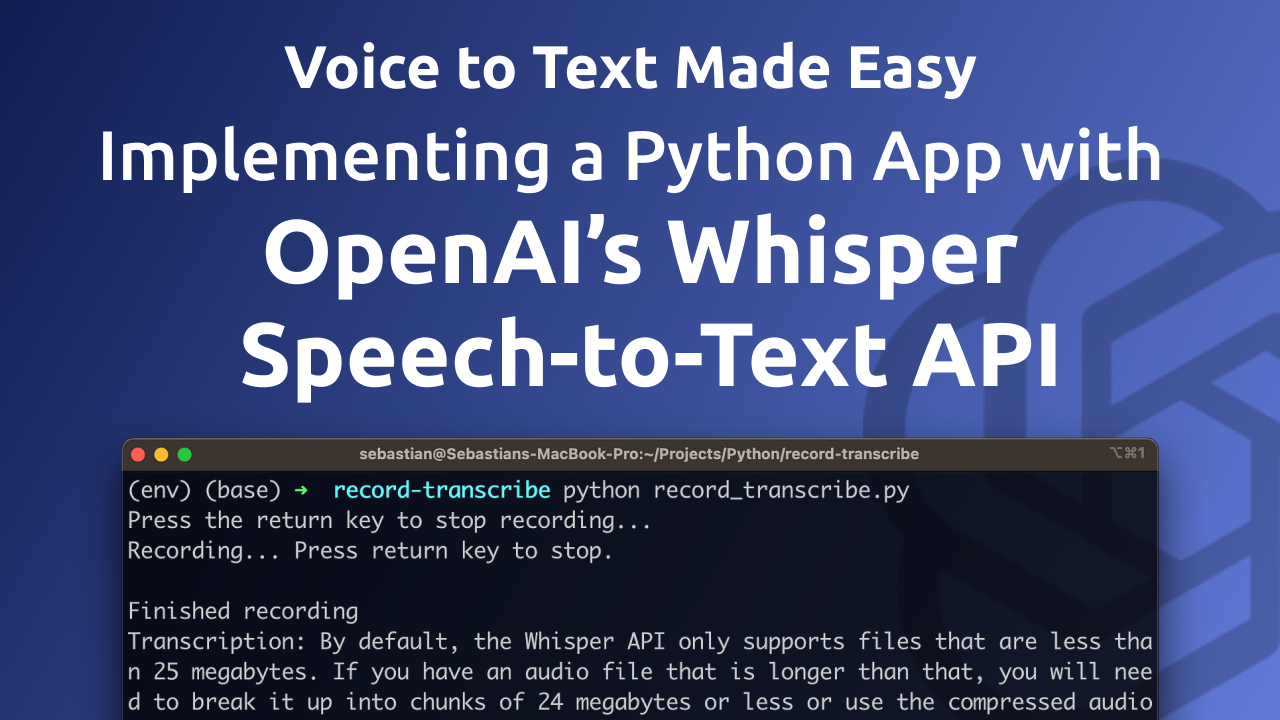 Voice to Text Made Easy
Implementing a Python App with
OpenAI’s Whisper
Speech-to-Text API
sebastian@Sebastians-MacBook-Pro:~/Projects/Python/record-transcribe
⌥⌘1
(env) (base) ➜ record-transcribe python record_transcribe.py
Press the return key to stop recording...
Recording... Press return key to stop.
Finished recording
Transcription: By default, the Whisper API only supports files that are less tha
n 25 megabytes. If you have an audio file that is longer than that, you will nee
d to break it up into chunks of 24 megabytes or less or use the compressed audio